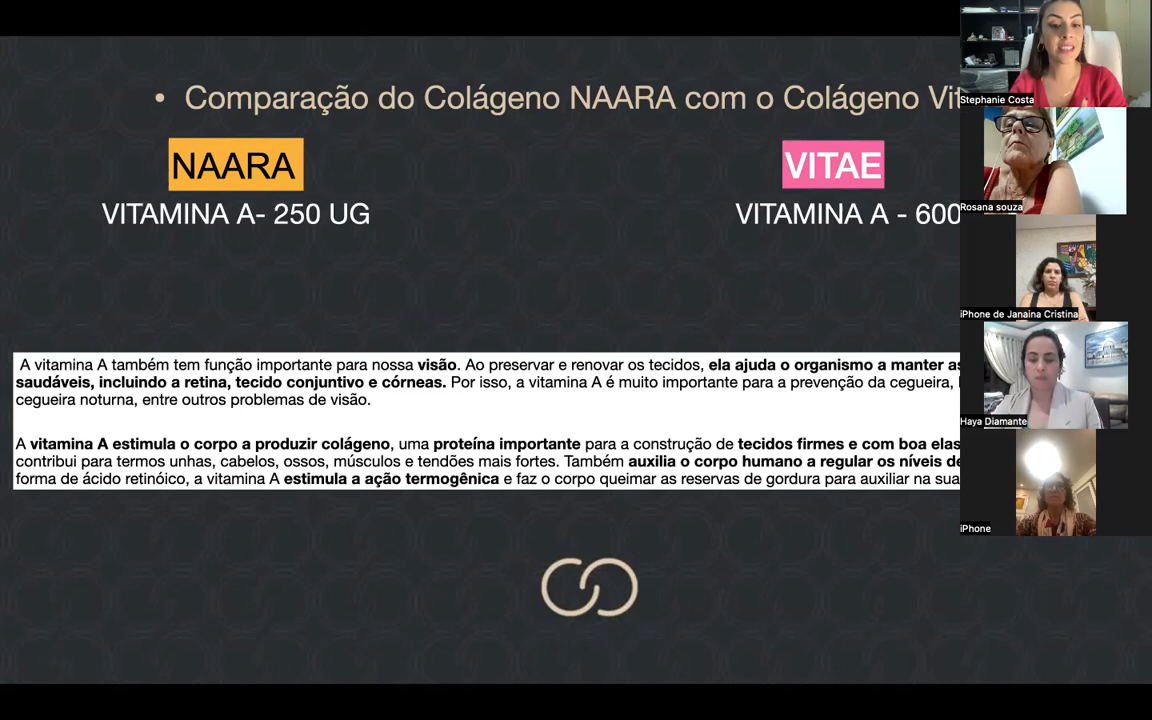 • Comparação do Colágeno NAARA com o Colágeno
NAARA
VITAE
VITAMINA A- 250 UG
VITAMINA A - 600
A vitamina A também tem função importante para nossa visão. Ao preservar e renovar os tecidos, ela ajuda o organismo a manter
saudáveis, incluindo a retina, tecido conjuntivo e córneas. Por isso, a vitamina A é muito importante para a prevenção da cegueira,
cegueira noturna, entre outros problemas de visão.
A vitamina A estimula o corpo a produzir colágeno, uma proteína importante para a construção de tecidos firmes e com boa
contribui para termos unhas, cabelos, ossos, músculos e tendões mais fortes. Também auxilia o corpo humano a regular os níveis
forma de ácido retinóico, a vitamina A estimula a ação termogênica e faz o corpo queimar as reservas de gordura para auxiliar na sua
Stephanie Costa
Rosana souza
iPhone de Janaina Cristina
Haya Diamante
iPhone